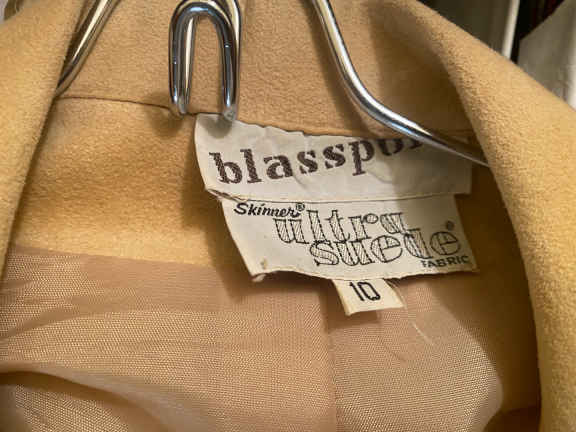 blasspo
Skinner®
ultra
suede®
FABRIC
10